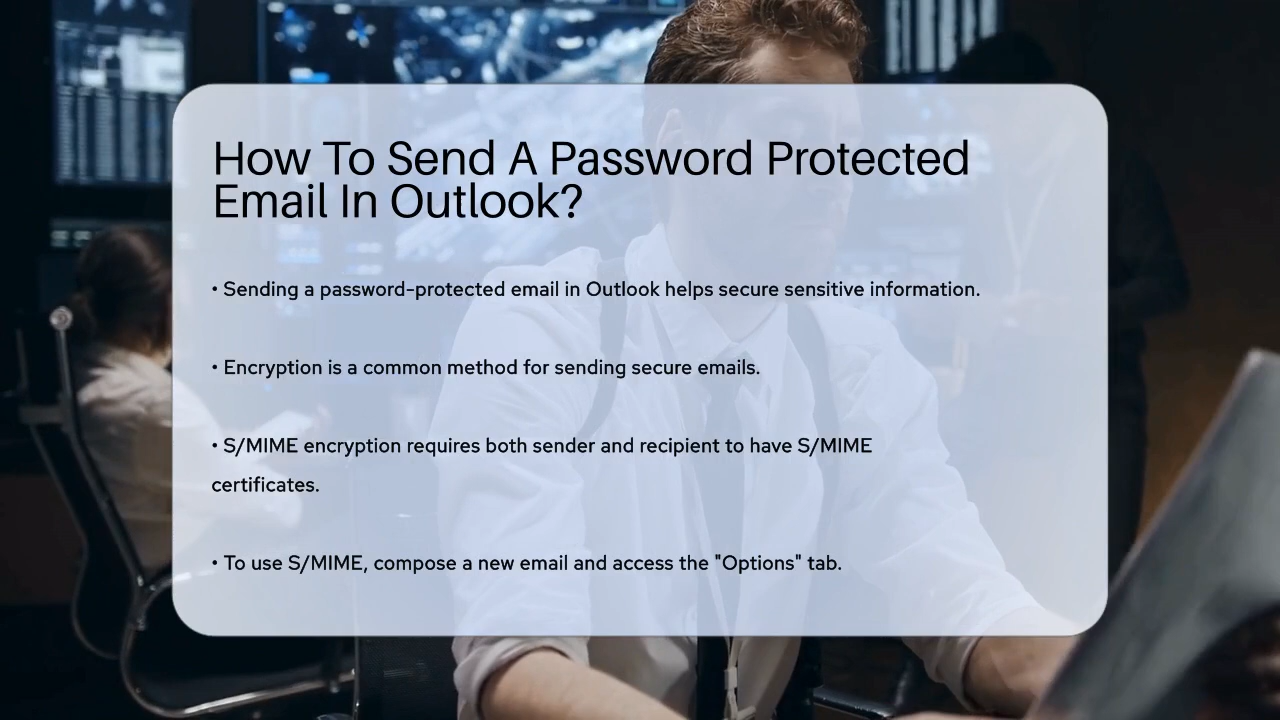 How To Send A Password Protected
Email In Outlook?
• Sending a password-protected email in Outlook helps secure sensitive information.
• Encryption is a common method for sending secure emails.
• S/MIME encryption requires both sender and recipient to have S/MIME
certificates.
• To use S/MIME, compose a new email and access the "Options" tab.